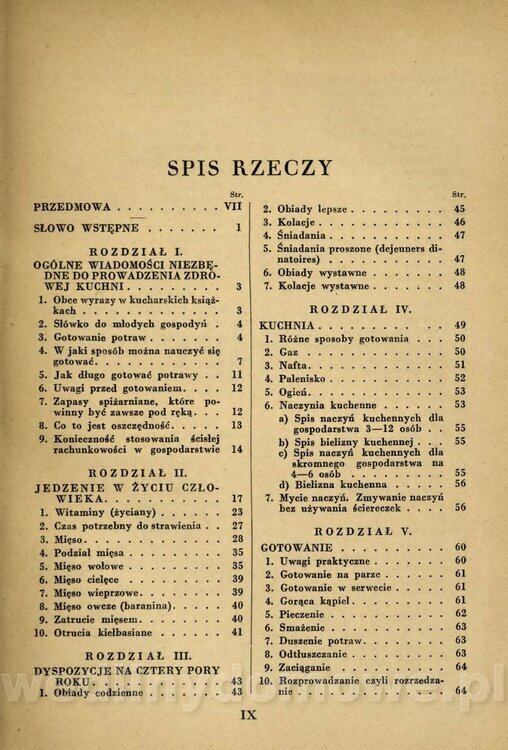 SPIS RZECZY
Str.
PRZEDMOWA . . . . . . . . . . VII
SŁOWO WSTĘPNE . . . . . . . 1
ROZDZIAŁ I.
OGÓLNE WIADOMOŚCI NIEZBĘ-
DNE DO PROWADZENIA ZDRO-
WEJ KUCHNI . . . . . . . . . 3
1. Obce wyrazy w kucharskich książ-
kach . . . . . . . . . . . 3
2. Słówko do młodych gospodyń . 4
3. Gotowanie potraw . . . . . . 4
4. W jaki sposób można nauczyć się
gotować . . . . . . . . . . 7
5. Jak długo gotować potrawy . . 11
6. Uwagi przed gotowaniem . . . 12
7. Zapasy spiżarniane, które po-
winny być zawsze pod ręką . . . 12
8. Co to jest oszczędność . . . . 13
9. Konieczność stosowania ścisłej
rachunkowości w gospodarstwie 14
ROZDZIAŁ II.
JEDZENIE W ŻYCIU CZŁO-
WIEKA . . . . . . . . . . . 17
1. Witaminy (życiany) . . . . . 23
2. Czas potrzebny do strawienia . . 27
3. Mięso . . . . . . . . . . . 28
4. Podział mięsa . . . . . . . . 35
5. Mięso wołowe . . . . . . . . 35
6. Mięso cielęce . . . . . . . . 39
7. Mięso wieprzowe . . . . . . . 39
8. Mięso owcze (baranina) . . . . 40
9. Zatrucie mięsem . . . . . . . 40
10. Otrucia kiełbasiane . . . . . 41
ROZDZIAŁ III.
DYSPOZYCJE NA CZTERY PORY
ROKU . . . . . . . . . . . 43
1. Obiady codzienne . . . . . . 43
Str.
2. Obiady lepsze . . . . . . . . 45
3. Kolacje . . . . . . . . . . 46
4. Śniadania . . . . . . . . . 47
5. Śniadania proszone (dejeuners di-
natoires) . . . . . . . . . . 47
6. Obiady wystawne . . . . . . 48
7. Kolacje wystawne . . . . . . 48
ROZDZIAŁ IV.
KUCHNIA . . . . . . . . . . 49
1. Różne sposoby gotowania . . . 50
2. Gaz . . . . . . . . . . . . 50
3. Nafta . . . . . . . . . . . 51
4. Palenisko . . . . . . . . . 52
5. Ogień . . . . . . . . . . . 53
6. Naczynia kuchenne . . . . . . 53
a) Spis naczyń kuchennych dla
gospodarstwa 3—12 osób . . 55
b) Spis bielizny kuchennej . . . 55
c) Spis naczyń kuchennych dla
skromnego gospodarstwa na
4—6 osób . . . . . . . . 55
d) Bielizna kuchenna . . . . . 56
7. Mycie naczyń. Zmywanie naczyń
bez używania ściereczek . . . . 56
ROZDZIAŁ V.
GOTOWANIE . . . . . . . . . 60
1. Uwagi praktyczne . . . . . . 60
2. Gotowanie na parze . . . . . 61
3. Gotowanie w serwecie . . . . 61
4. Gorąca kąpiel . . . . . . . . 61
5. Pieczenie . . . . . . . . . 62
6. Smażenie . . . . . . . . . . 63
7. Duszenie potraw . . . . . . . 63
8. Odtłuszczanie . . . . . . . . 63
9. Zaciąganie . . . . . . . . . 64
10. Rozprowadzanie czyli rozrzedza-
nie . . . . . . . . . . . . 64
IX